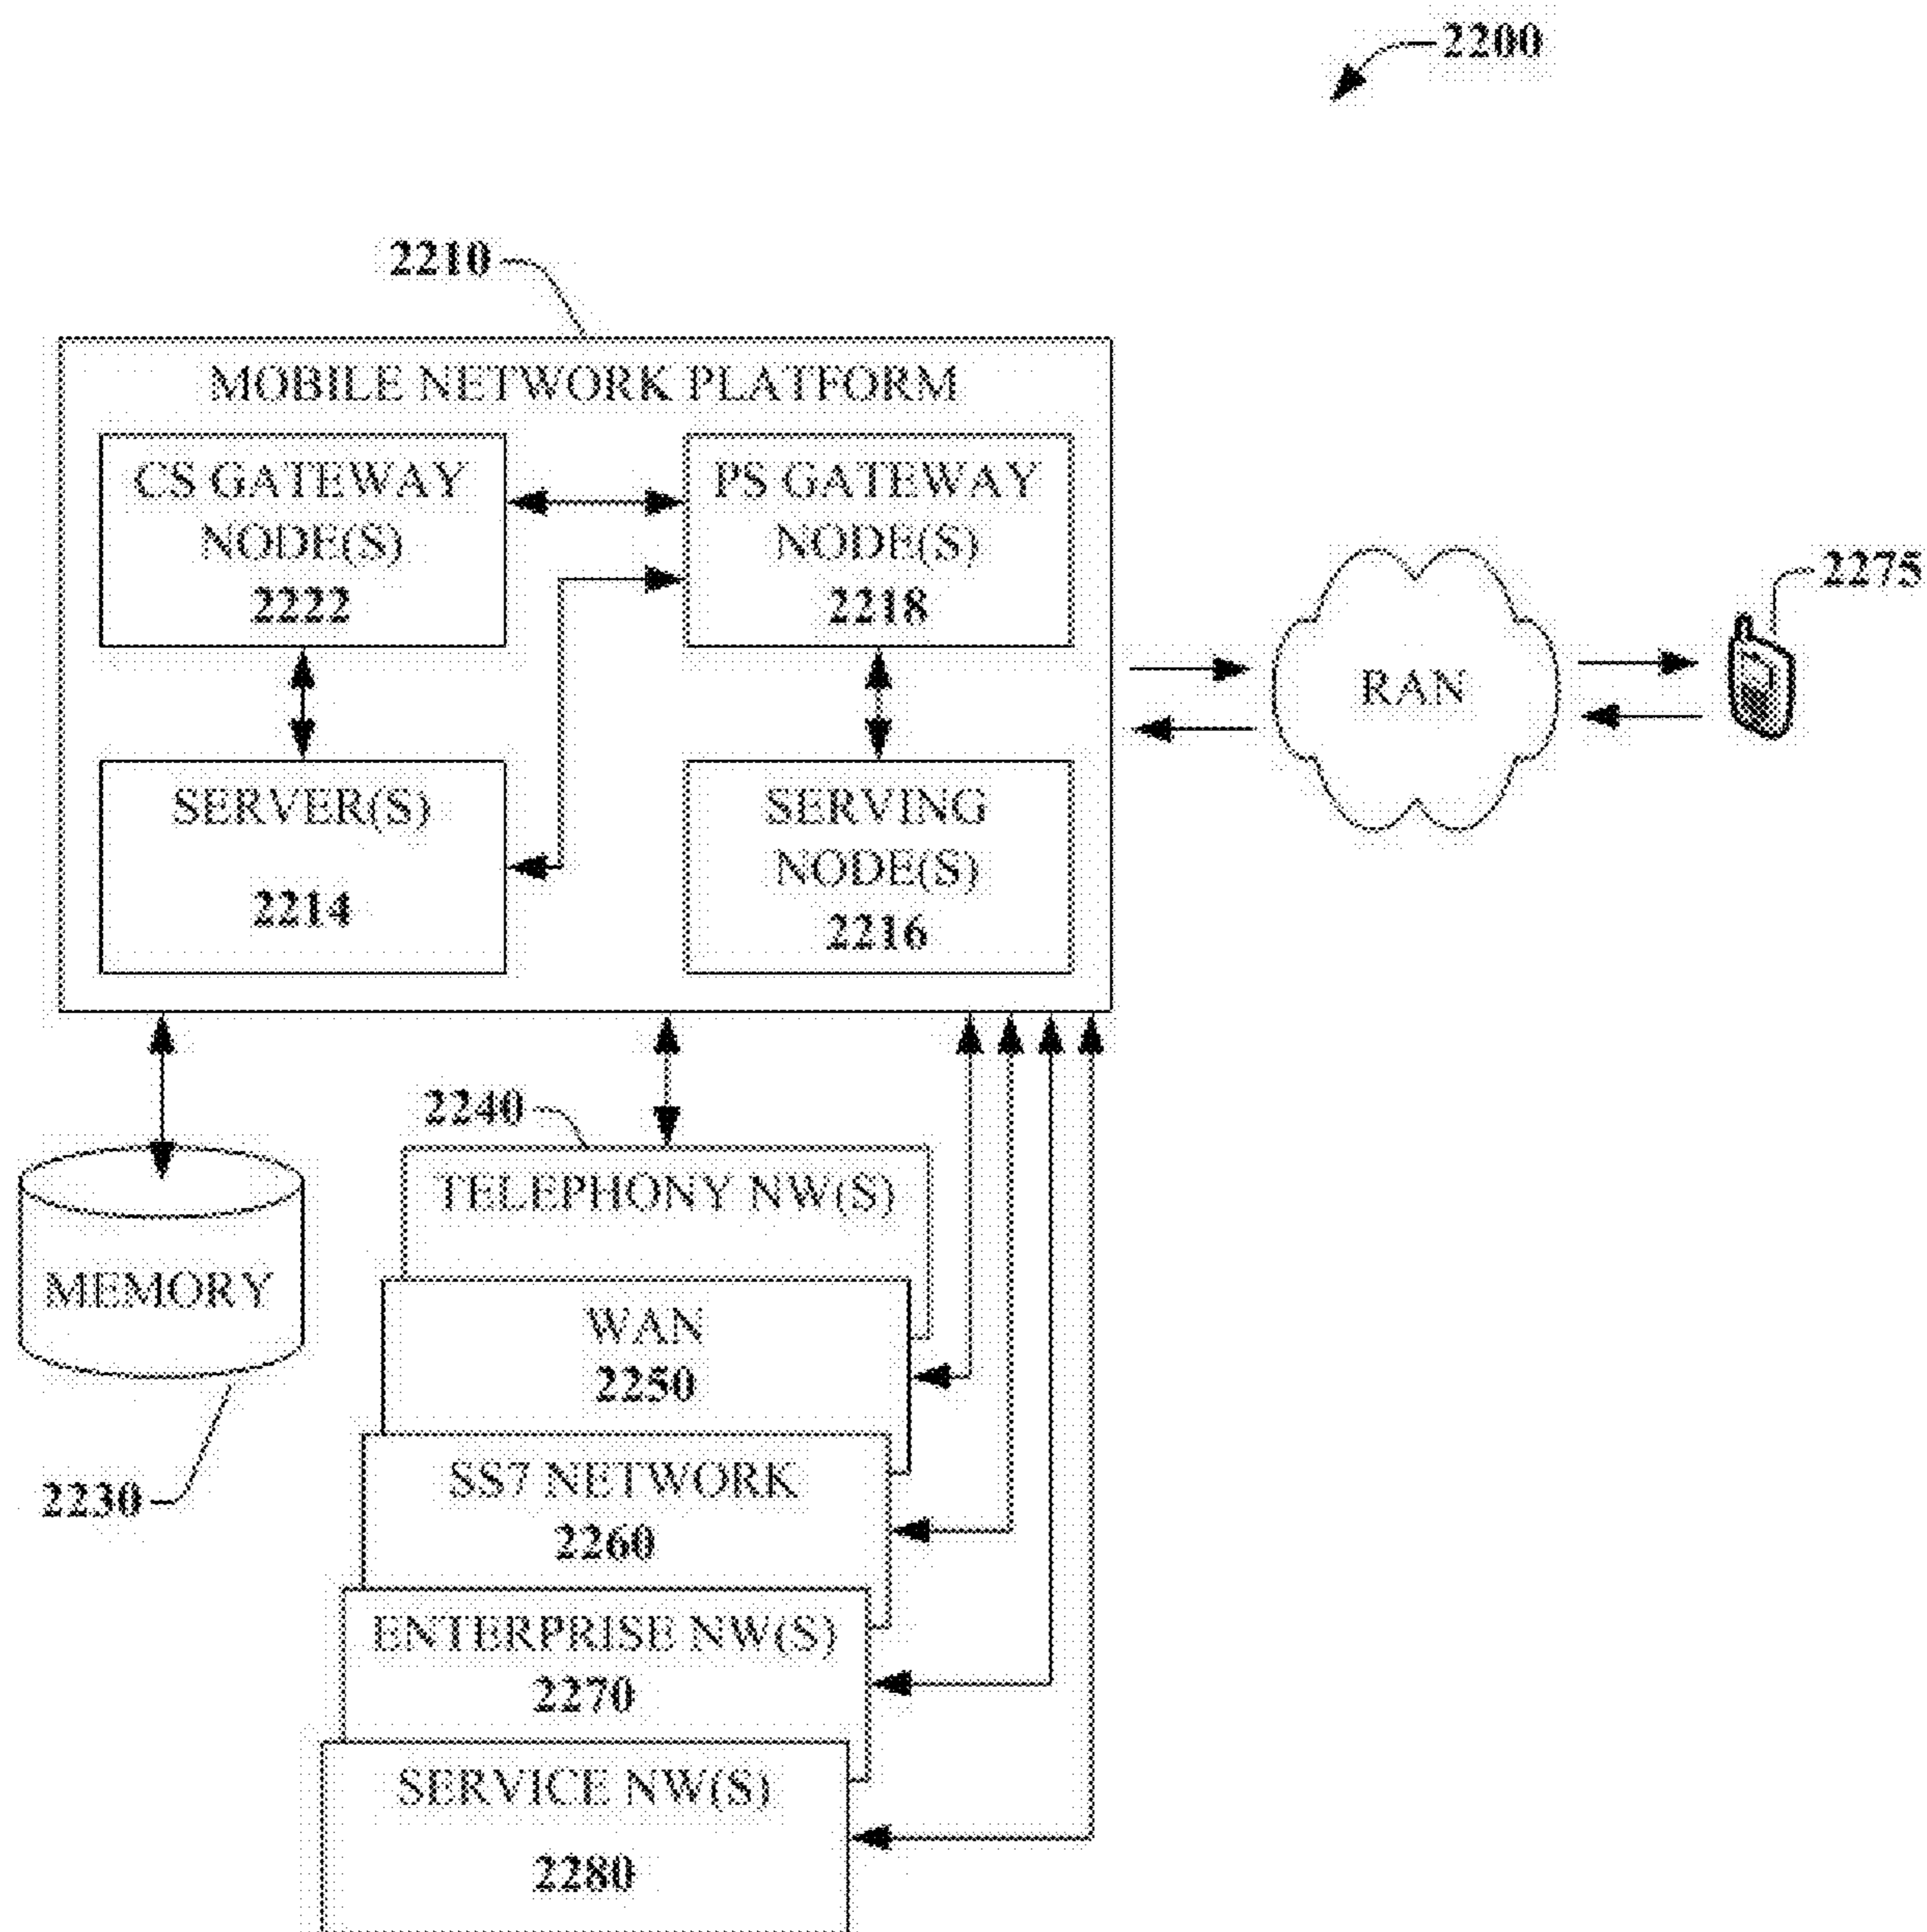 2200
2210
MOBILE NETWORK PLATFORM
CS GATEWAY
NODE(S)
2222
PS GATEWAY
NODE(S)
2218
SERVER(S)
2214
SERVING
NODE(S)
2216
RAN
2275
2240
TELEPHONY NW(S)
MEMORY
2230
WAN
2250
SS7 NETWORK
2260
ENTERPRISE NW(S)
2270
SERVICE NW(S)
2280